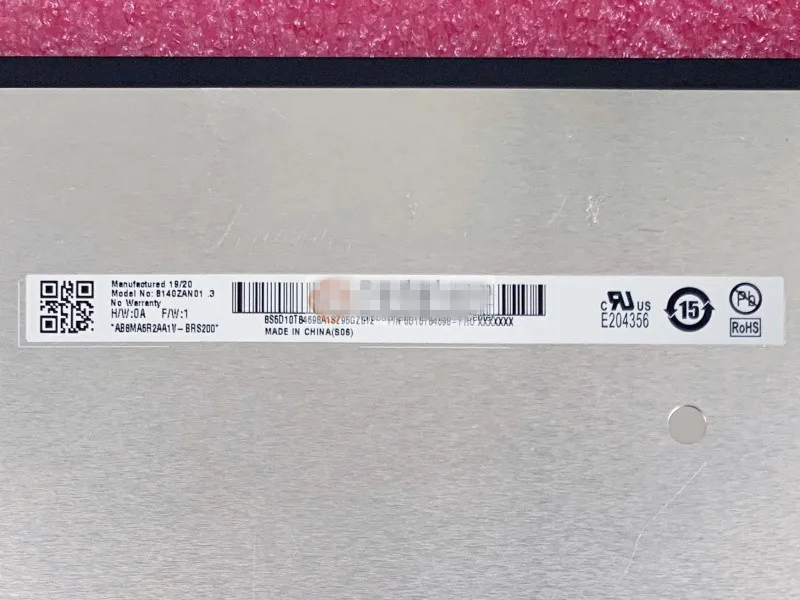 Manufactured 19/20
Model No: B140ZAN01 .3
No Warranty
H/W:0A F/W:1
*AB8MA5R2AA1V-BRS200*
MADE IN CHINA(S06)
c UR US
E204356
15
Pb
RoHS